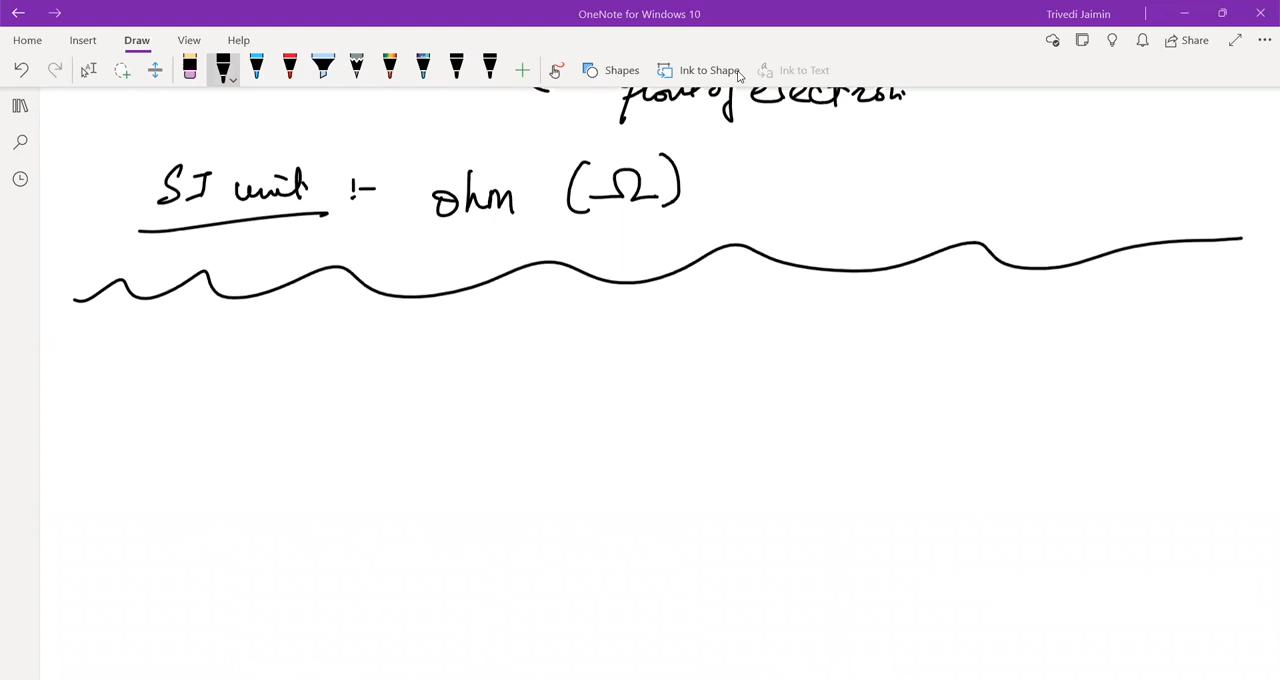 OneNote for Windows 10
Trivedi Jaimin
Home Insert Draw View Help
Share
Shapes Ink to Shape Ink to Text
flow of electron
SI unit :- ohm (Ω)